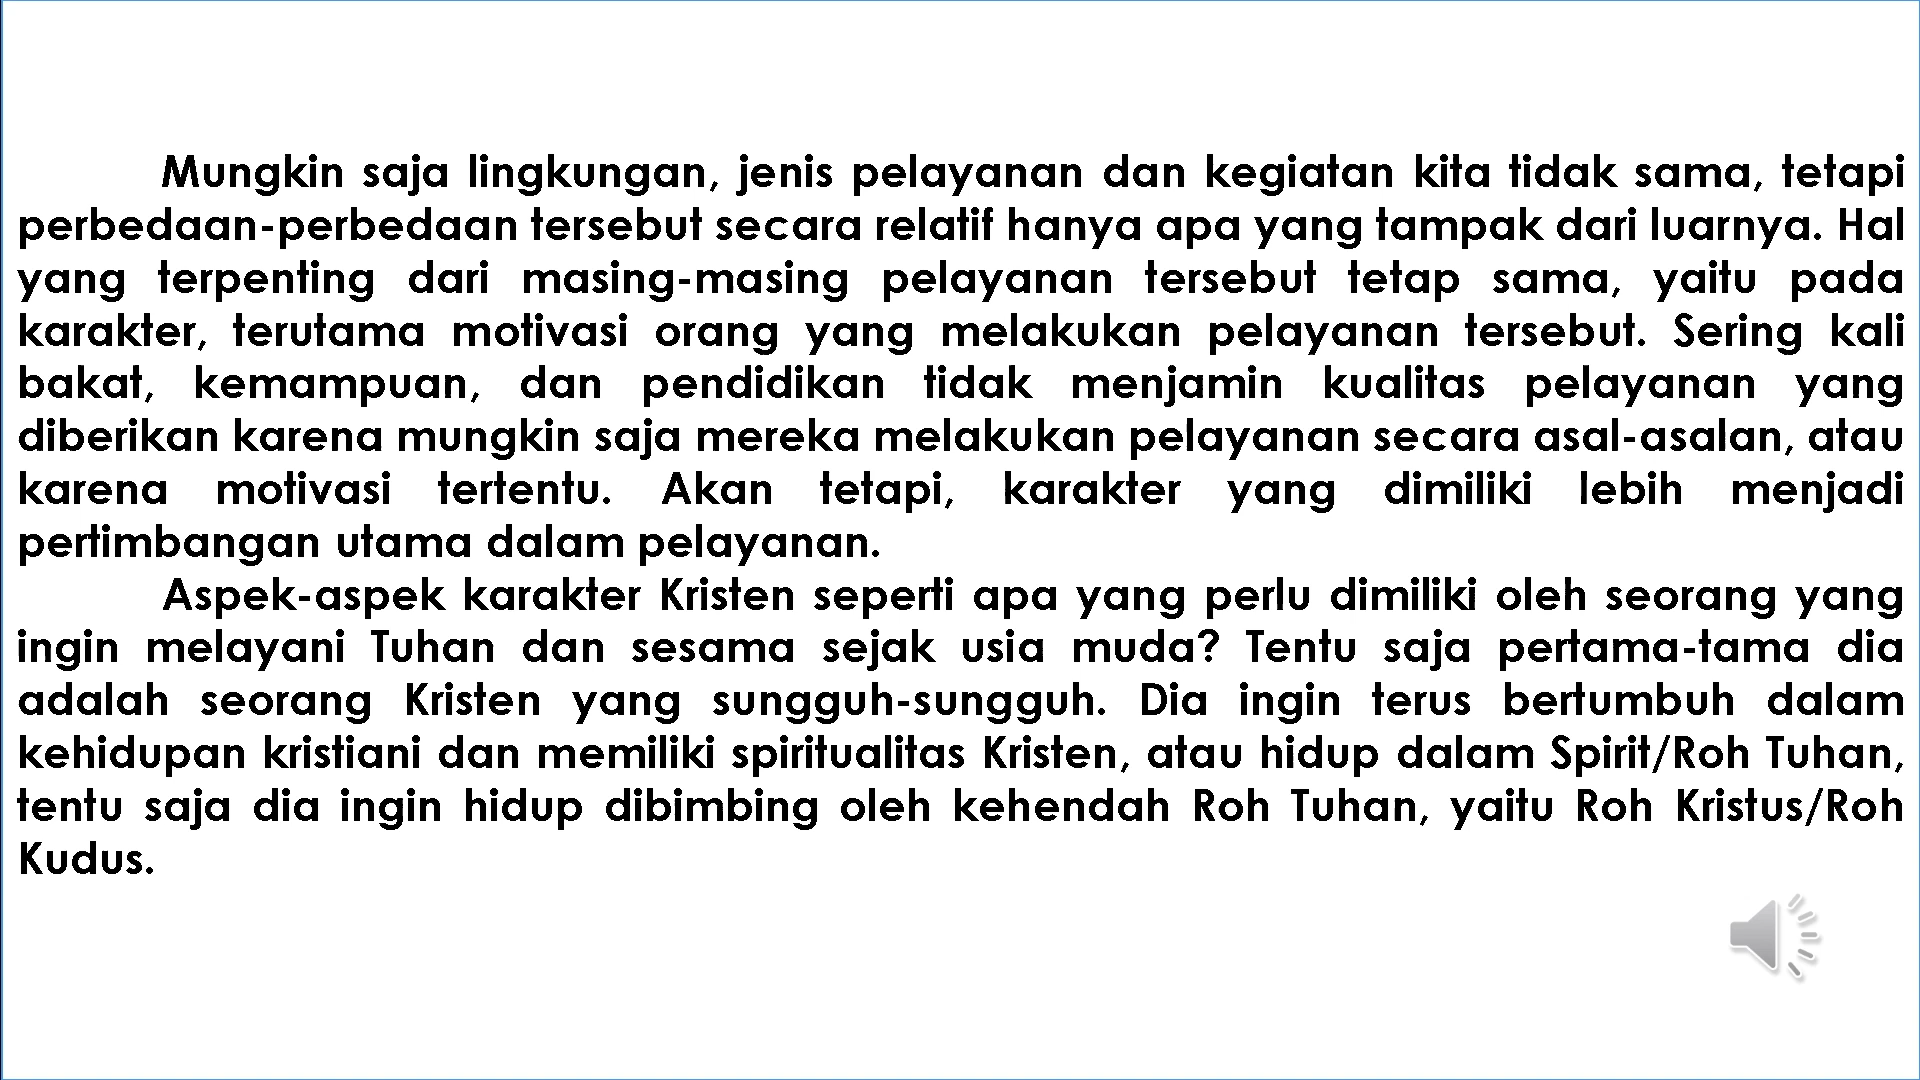 Mungkin saja lingkungan, jenis pelayanan dan kegiatan kita tidak sama, tetapi
perbedaan-perbedaan tersebut secara relatif hanya apa yang tampak dari luarnya. Hal
yang terpenting dari masing-masing pelayanan tersebut tetap sama, yaitu pada
karakter, terutama motivasi orang yang melakukan pelayanan tersebut. Sering kali
bakat, kemampuan, dan pendidikan tidak menjamin kualitas pelayanan yang
diberikan karena mungkin saja mereka melakukan pelayanan secara asal-asalan, atau
karena motivasi tertentu. Akan tetapi, karakter yang dimiliki lebih menjadi
pertimbangan utama dalam pelayanan.
Aspek-aspek karakter Kristen seperti apa yang perlu dimiliki oleh seorang yang
ingin melayani Tuhan dan sesama sejak usia muda? Tentu saja pertama-tama dia
adalah seorang Kristen yang sungguh-sungguh. Dia ingin terus bertumbuh dalam
kehidupan kristiani dan memiliki spiritualitas Kristen, atau hidup dalam Spirit/Roh Tuhan,
tentu saja dia ingin hidup dibimbing oleh kehendah Roh Tuhan, yaitu Roh Kristus/Roh
Kudus.